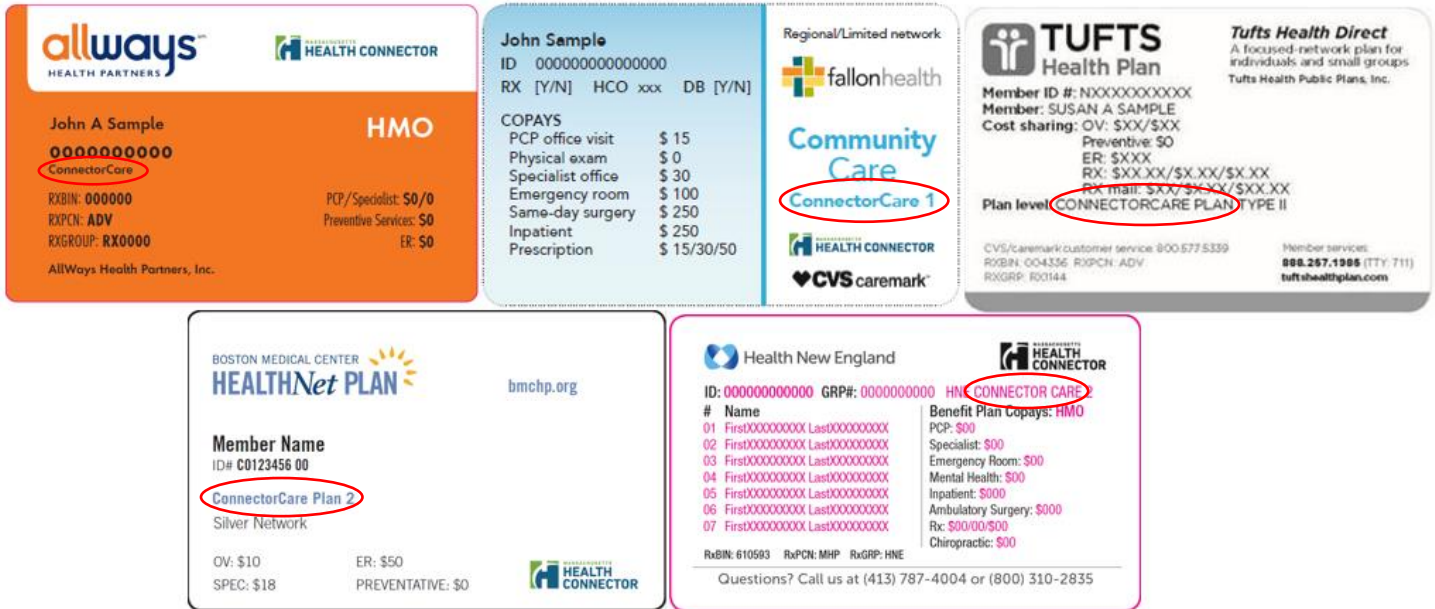 allways
HEALTH PARTNERS
MASSACHUSETTS
HEALTH CONNECTOR
John A Sample
HMO
0000000000
ConnectorCare
RXBIN: 000000
PCP/Specialist: $0/0
RXPCN: ADV
Preventive Services: $0
RXGROUP: RX0000
ER: $0
AllWays Health Partners, Inc.
John Sample
ID 000000000000000
RX [Y/N] HCO xxx DB [Y/N]
COPAYS
PCP office visit $ 15
Physical exam $ 0
Specialist office $ 30
Emergency room $ 100
Same-day surgery $ 250
Inpatient $ 250
Prescription $ 15/30/50
Regional/Limited network
fallonhealth
Community
Care
ConnectorCare 1
MASSACHUSETTS
HEALTH CONNECTOR
CVS caremark
TUFTS
Health Plan
Tufts Health Direct
A focused-network plan for
individuals and small groups
Tufts Health Public Plans, Inc.
Member ID #: NXXXXXXXXXX
Member: SUSAN A SAMPLE
Cost sharing: OV: $XX/$XX
Preventive: $0
ER: $XXX
RX: $XX.XX/$X.XX/$X.XX
RX mail: $XX/$X.XX/$XX.XX
Plan level: CONNECTORCARE PLAN TYPE II
CVS/caremark customer service: 800.577.5339
RXBIN: 004336 RXPCN: ADV
RXGRP: RX0144
Member services:
888.257.1985 (TTY: 711)
tuftshealthplan.com
BOSTON MEDICAL CENTER
HEALTHNet PLAN
bmchp.org
Member Name
ID# C0123456 00
ConnectorCare Plan 2
Silver Network
OV: $10 ER: $50
SPEC: $18 PREVENTATIVE: $0
MASSACHUSETTS
HEALTH
CONNECTOR
Health New England
MASSACHUSETTS
HEALTH
CONNECTOR
ID: 000000000000 GRP#: 0000000000 HNE CONNECTOR CARE 2
# Name
01 FirstXXXXXXXXX LastXXXXXXXXX
02 FirstXXXXXXXXX LastXXXXXXXXX
03 FirstXXXXXXXXX LastXXXXXXXXX
04 FirstXXXXXXXXX LastXXXXXXXXX
05 FirstXXXXXXXXX LastXXXXXXXXX
06 FirstXXXXXXXXX LastXXXXXXXXX
07 FirstXXXXXXXXX LastXXXXXXXXX
Benefit Plan Copays: HMO
PCP: $00
Specialist: $00
Emergency Room: $00
Mental Health: $00
Inpatient: $000
Ambulatory Surgery: $000
Rx: $00/00/$00
Chiropractic: $00
RxBIN: 610593 RxPCN: MHP RxGRP: HNE
Questions? Call us at (413) 787-4004 or (800) 310-2835